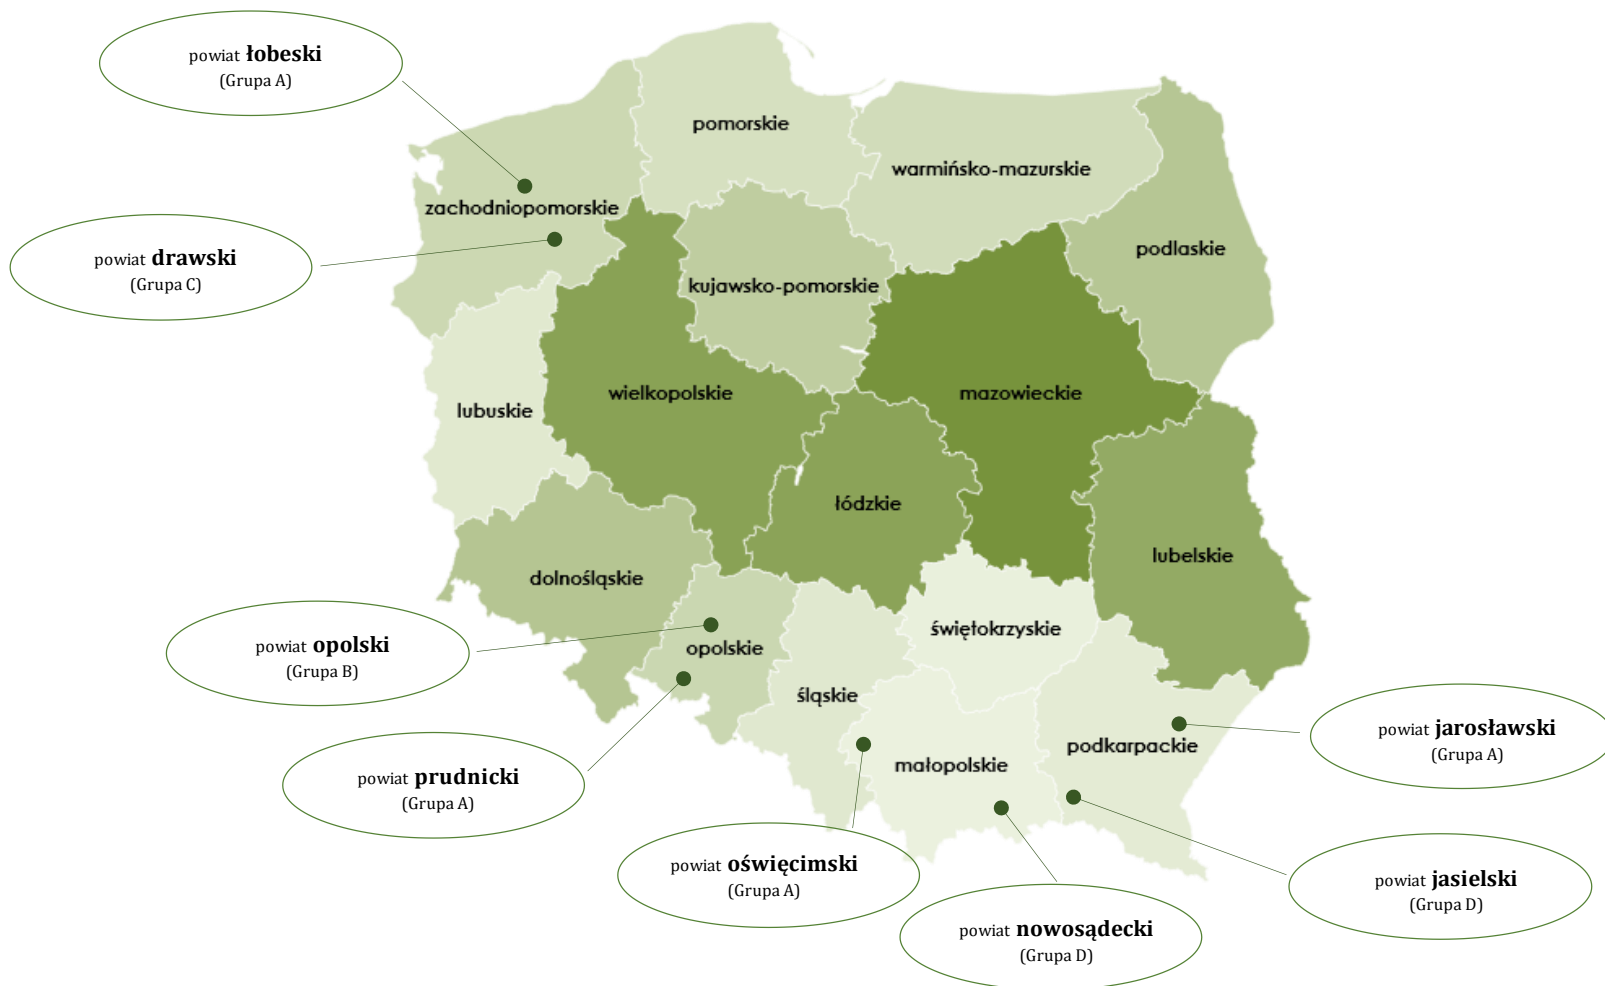 powiat łobeski
(Grupa A)
pomorskie
warmińsko-mazurskie
zachodniopomorskie
powiat drawski
(Grupa C)
podlaskie
kujawsko-pomorskie
wielkopolskie
mazowieckie
lubuskie
łódzkie
lubelskie
dolnośląskie
świętokrzyskie
powiat opolski
(Grupa B)
opolskie
śląskie
podkarpackie
małopolskie
powiat jarosławski
(Grupa A)
powiat prudnicki
(Grupa A)
powiat oświęcimski
(Grupa A)
powiat jasielski
(Grupa D)
powiat nowosądecki
(Grupa D)